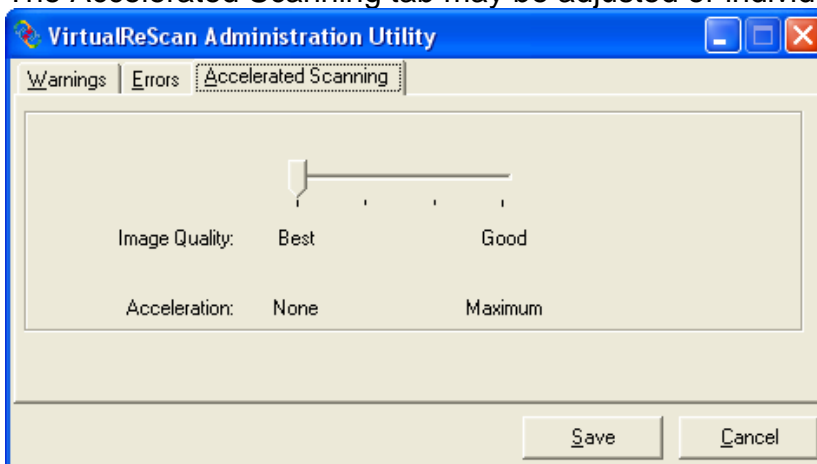 The Accelerated Scanning tab may be adjusted or individ
VirtualReScan Administration Utility
Warnings Errors Accelerated Scanning
Image Quality: Best Good
Acceleration: None Maximum
Save Cancel